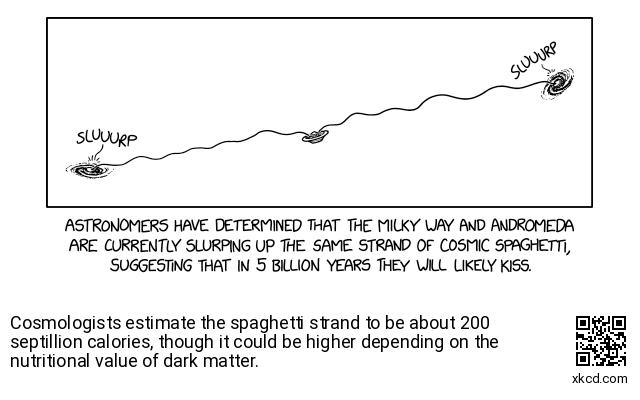 SLUUURP
SLUUURP
ASTRONOMERS HAVE DETERMINED THAT THE MILKY WAY AND ANDROMEDA
ARE CURRENTLY SLURPING UP THE SAME STRAND OF COSMIC SPAGHETTI,
SUGGESTING THAT IN 5 BILLION YEARS THEY WILL LIKELY KISS.
Cosmologists estimate the spaghetti strand to be about 200
septillion calories, though it could be higher depending on the
nutritional value of dark matter.
xkcd.com